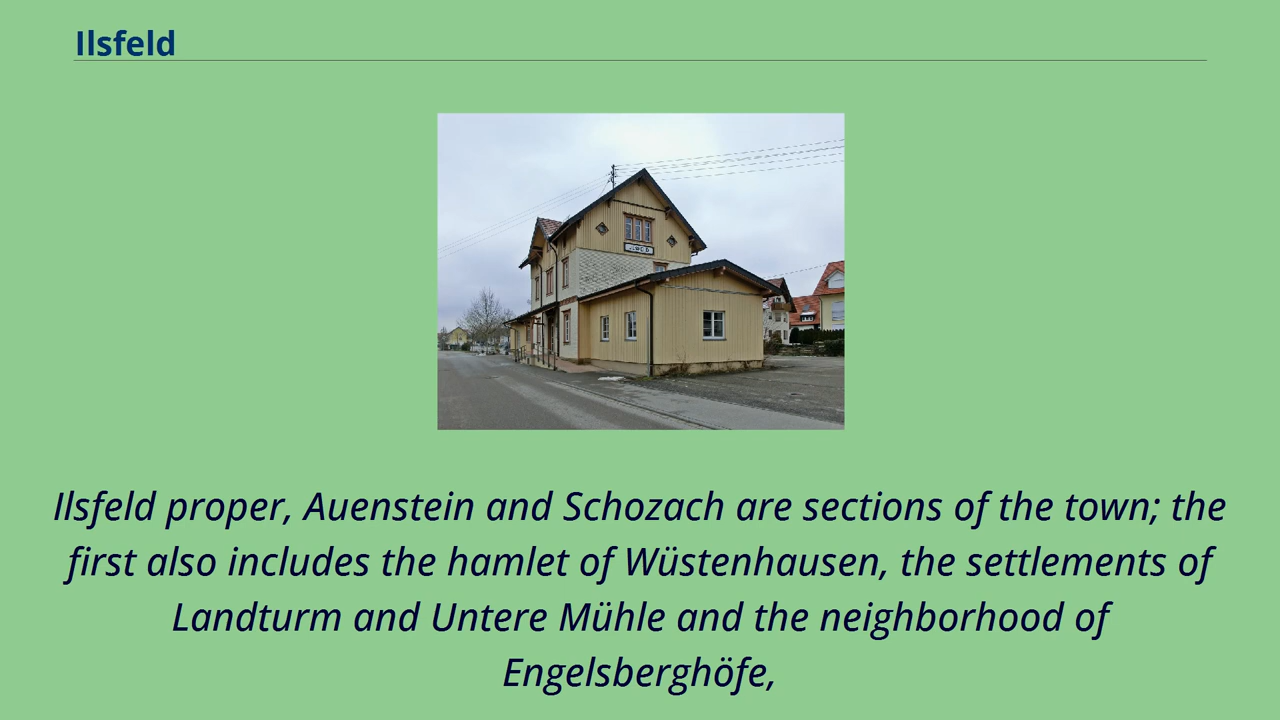 Ilsfeld
Ilsfeld proper, Auenstein and Schozach are sections of the town; the
first also includes the hamlet of Wüstenhausen, the settlements of
Landturm and Untere Mühle and the neighborhood of
Engelsberghöfe,